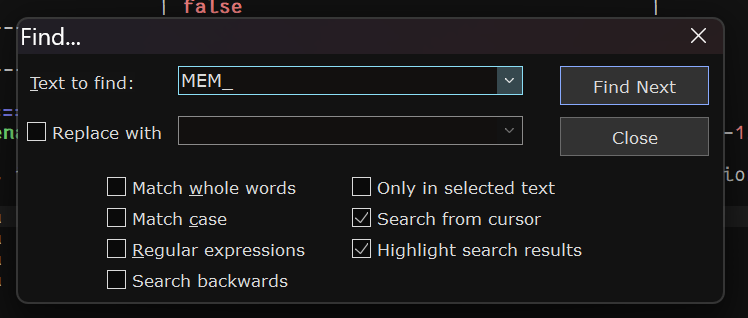 | false |
Find...
Text to find: MEM_ Find Next
Replace with Close
Match whole words Only in selected text
Match case Search from cursor
Regular expressions Highlight search results
Search backwards